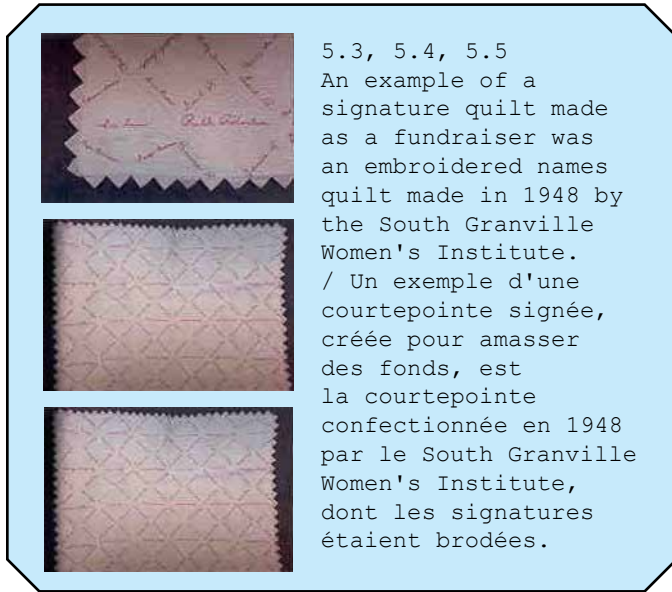 5.3, 5.4, 5.5
An example of a
signature quilt made
as a fundraiser was
an embroidered names
quilt made in 1948 by
the South Granville
Women's Institute.
/ Un exemple d'une
courtepointe signée,
créée pour amasser
des fonds, est
la courtepointe
confectionnée en 1948
par le South Granville
Women's Institute,
dont les signatures
étaient brodées.